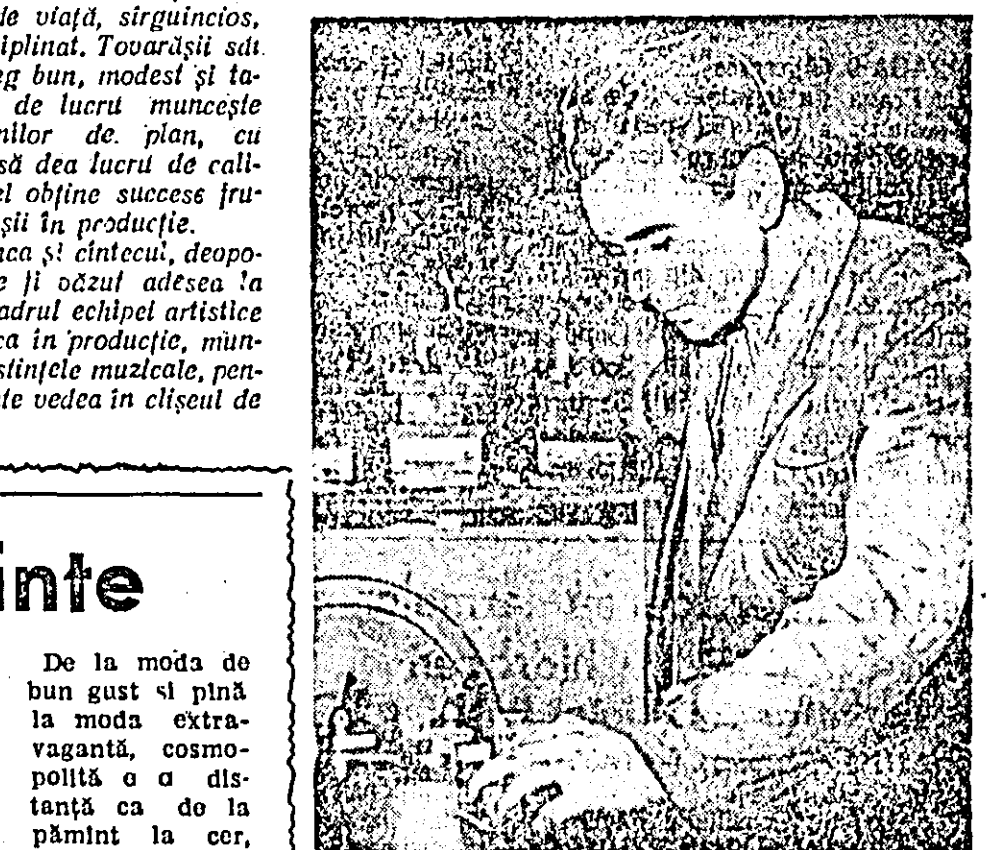 de viață, sîrguincios,
iplinat. Tovarășii săi
eg bun, modest și ta-
de lucru muncește
nilor de plan, cu
să dea lucru de cali-
el obține succese fru-
șii în producție.
nca și cîntecul, deopo-
e fi văzut adesea la
adrul echipei artistice
ca în producție, mun-
ștințele muzicale, pen-
te vedea în clișeul de
inte
De la moda de
bun gust și pînă
la moda extra-
vagantă, cosmo-
polită e o dis-
tanță ca de la
pămînt la cer,